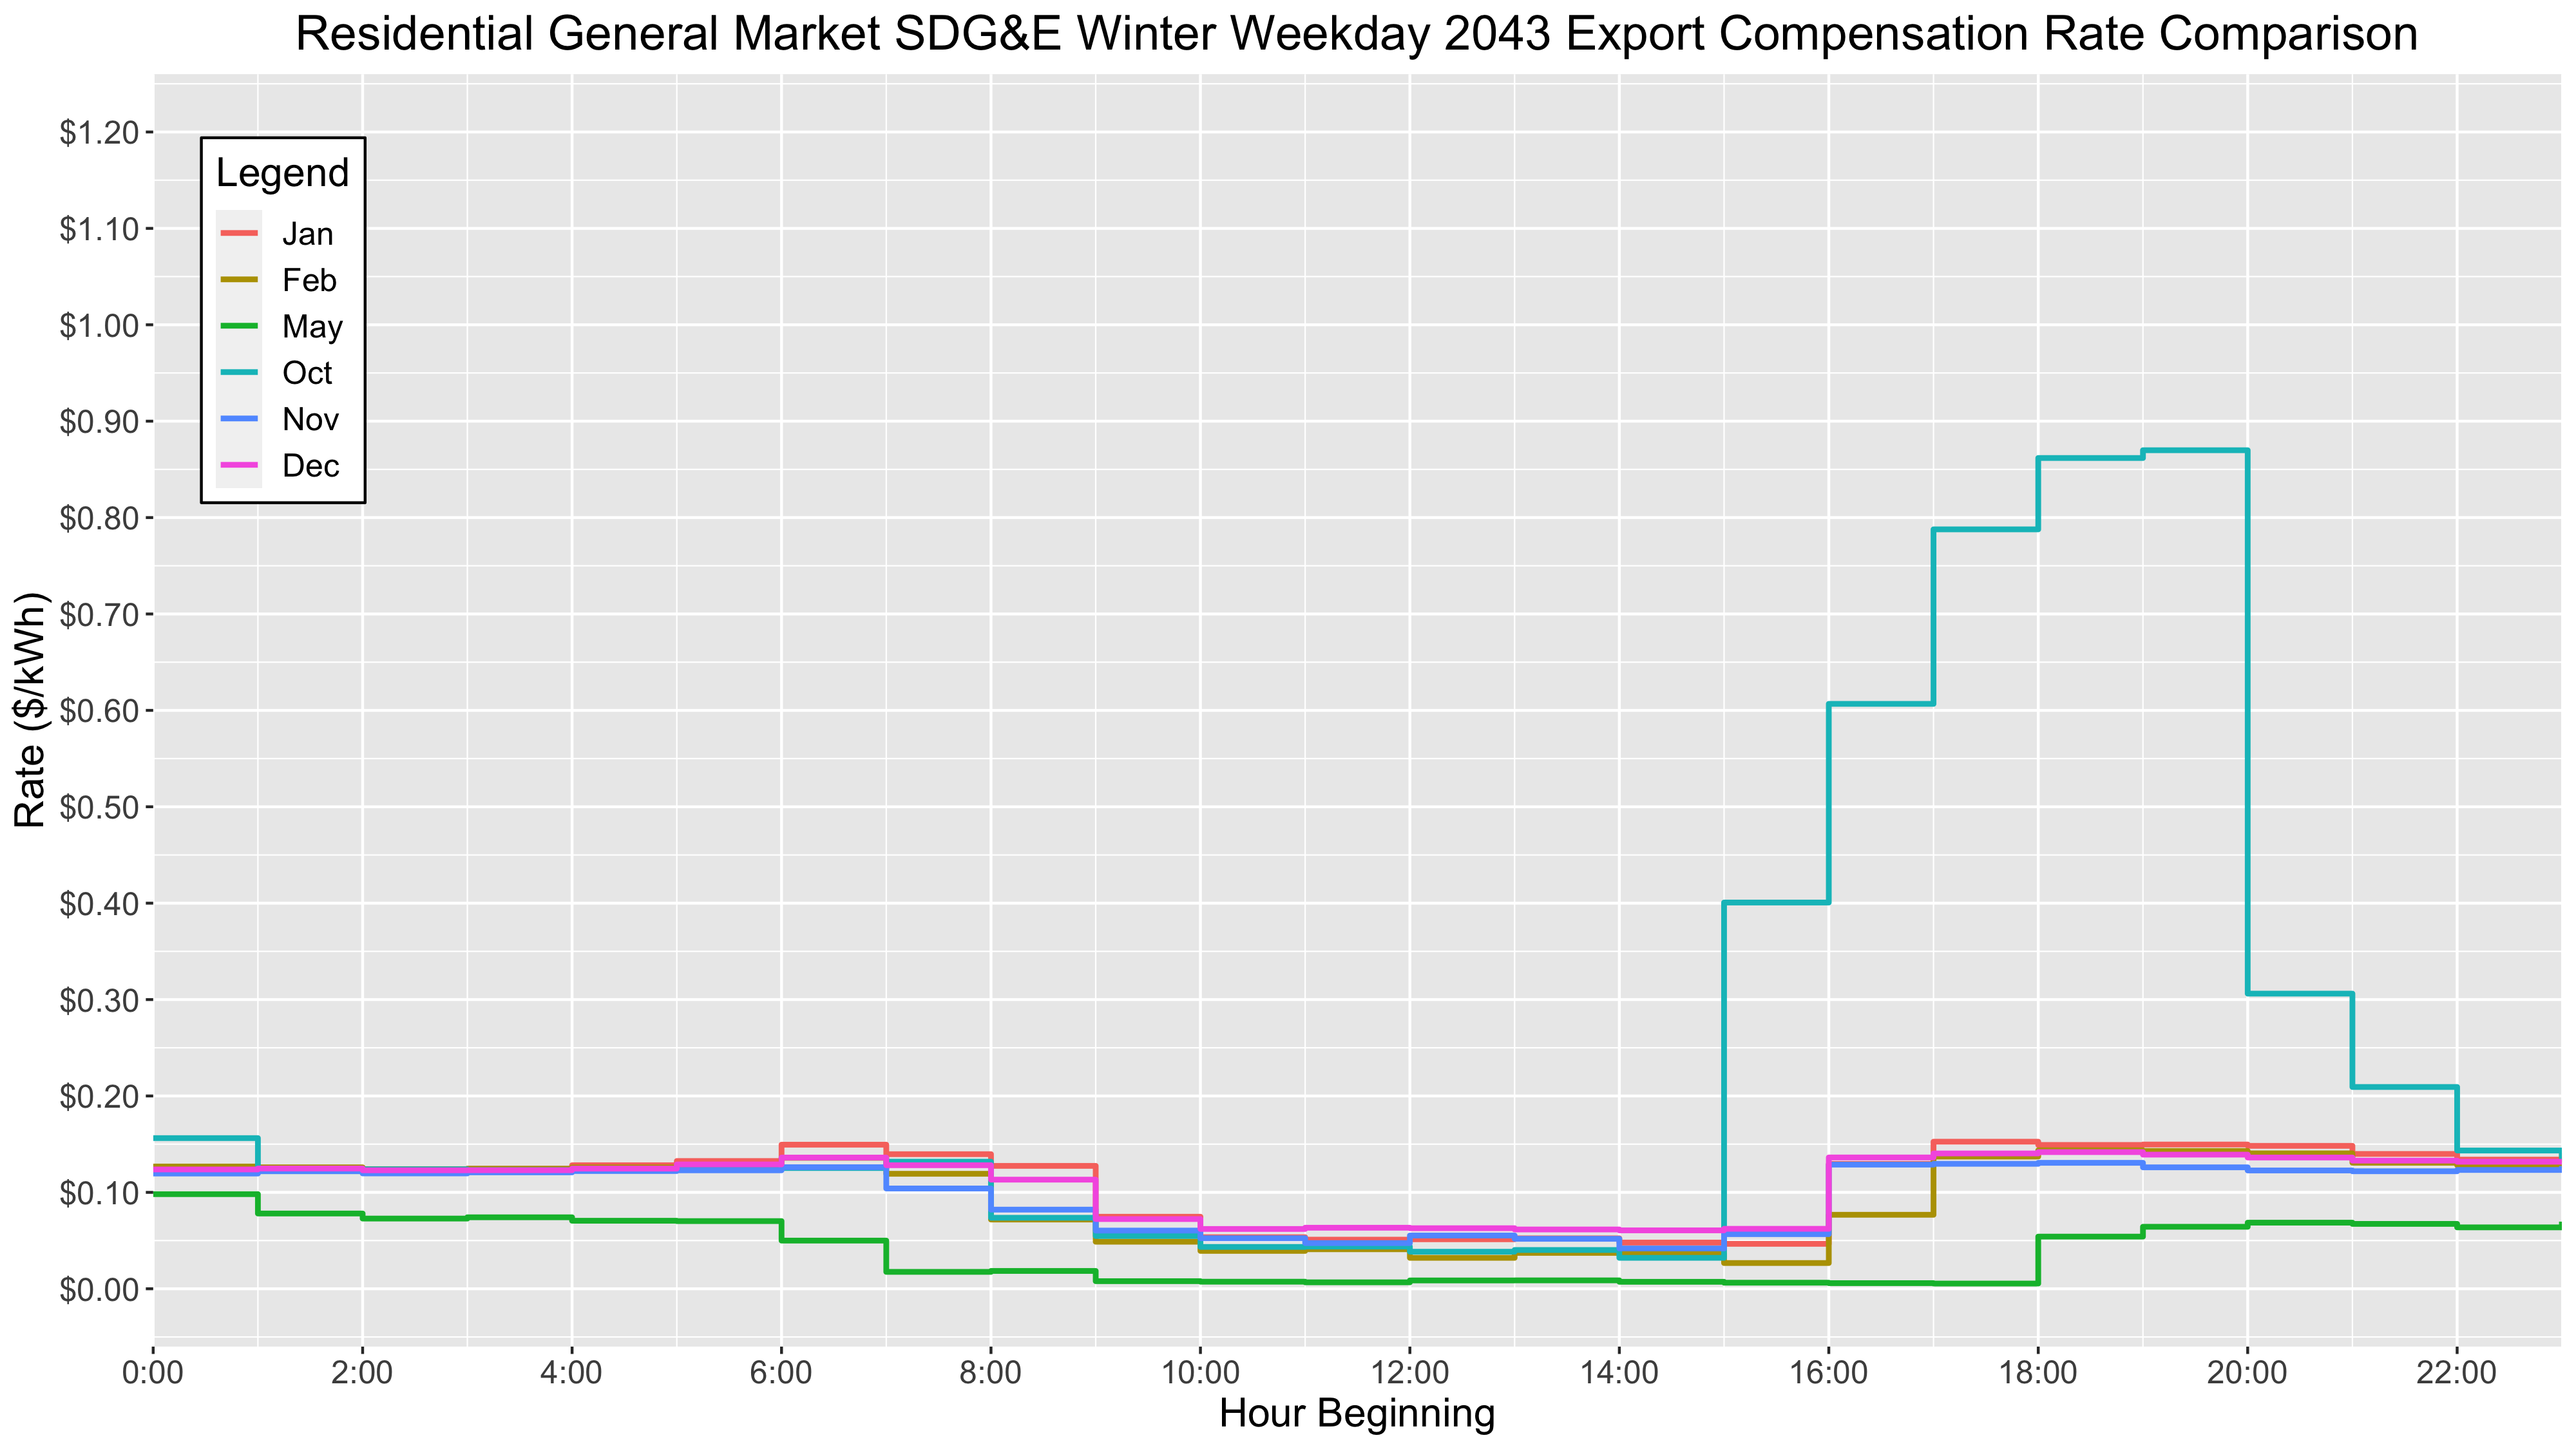 Residential General Market SDG&E Winter Weekday 2043 Export Compensation Rate Comparison
Legend
Jan
Feb
May
Oct
Nov
Dec
Rate ($/kWh)
$1.20
$1.10
$1.00
$0.90
$0.80
$0.70
$0.60
$0.50
$0.40
$0.30
$0.20
$0.10
$0.00
0:00 2:00 4:00 6:00 8:00 10:00 12:00 14:00 16:00 18:00 20:00 22:00
Hour Beginning